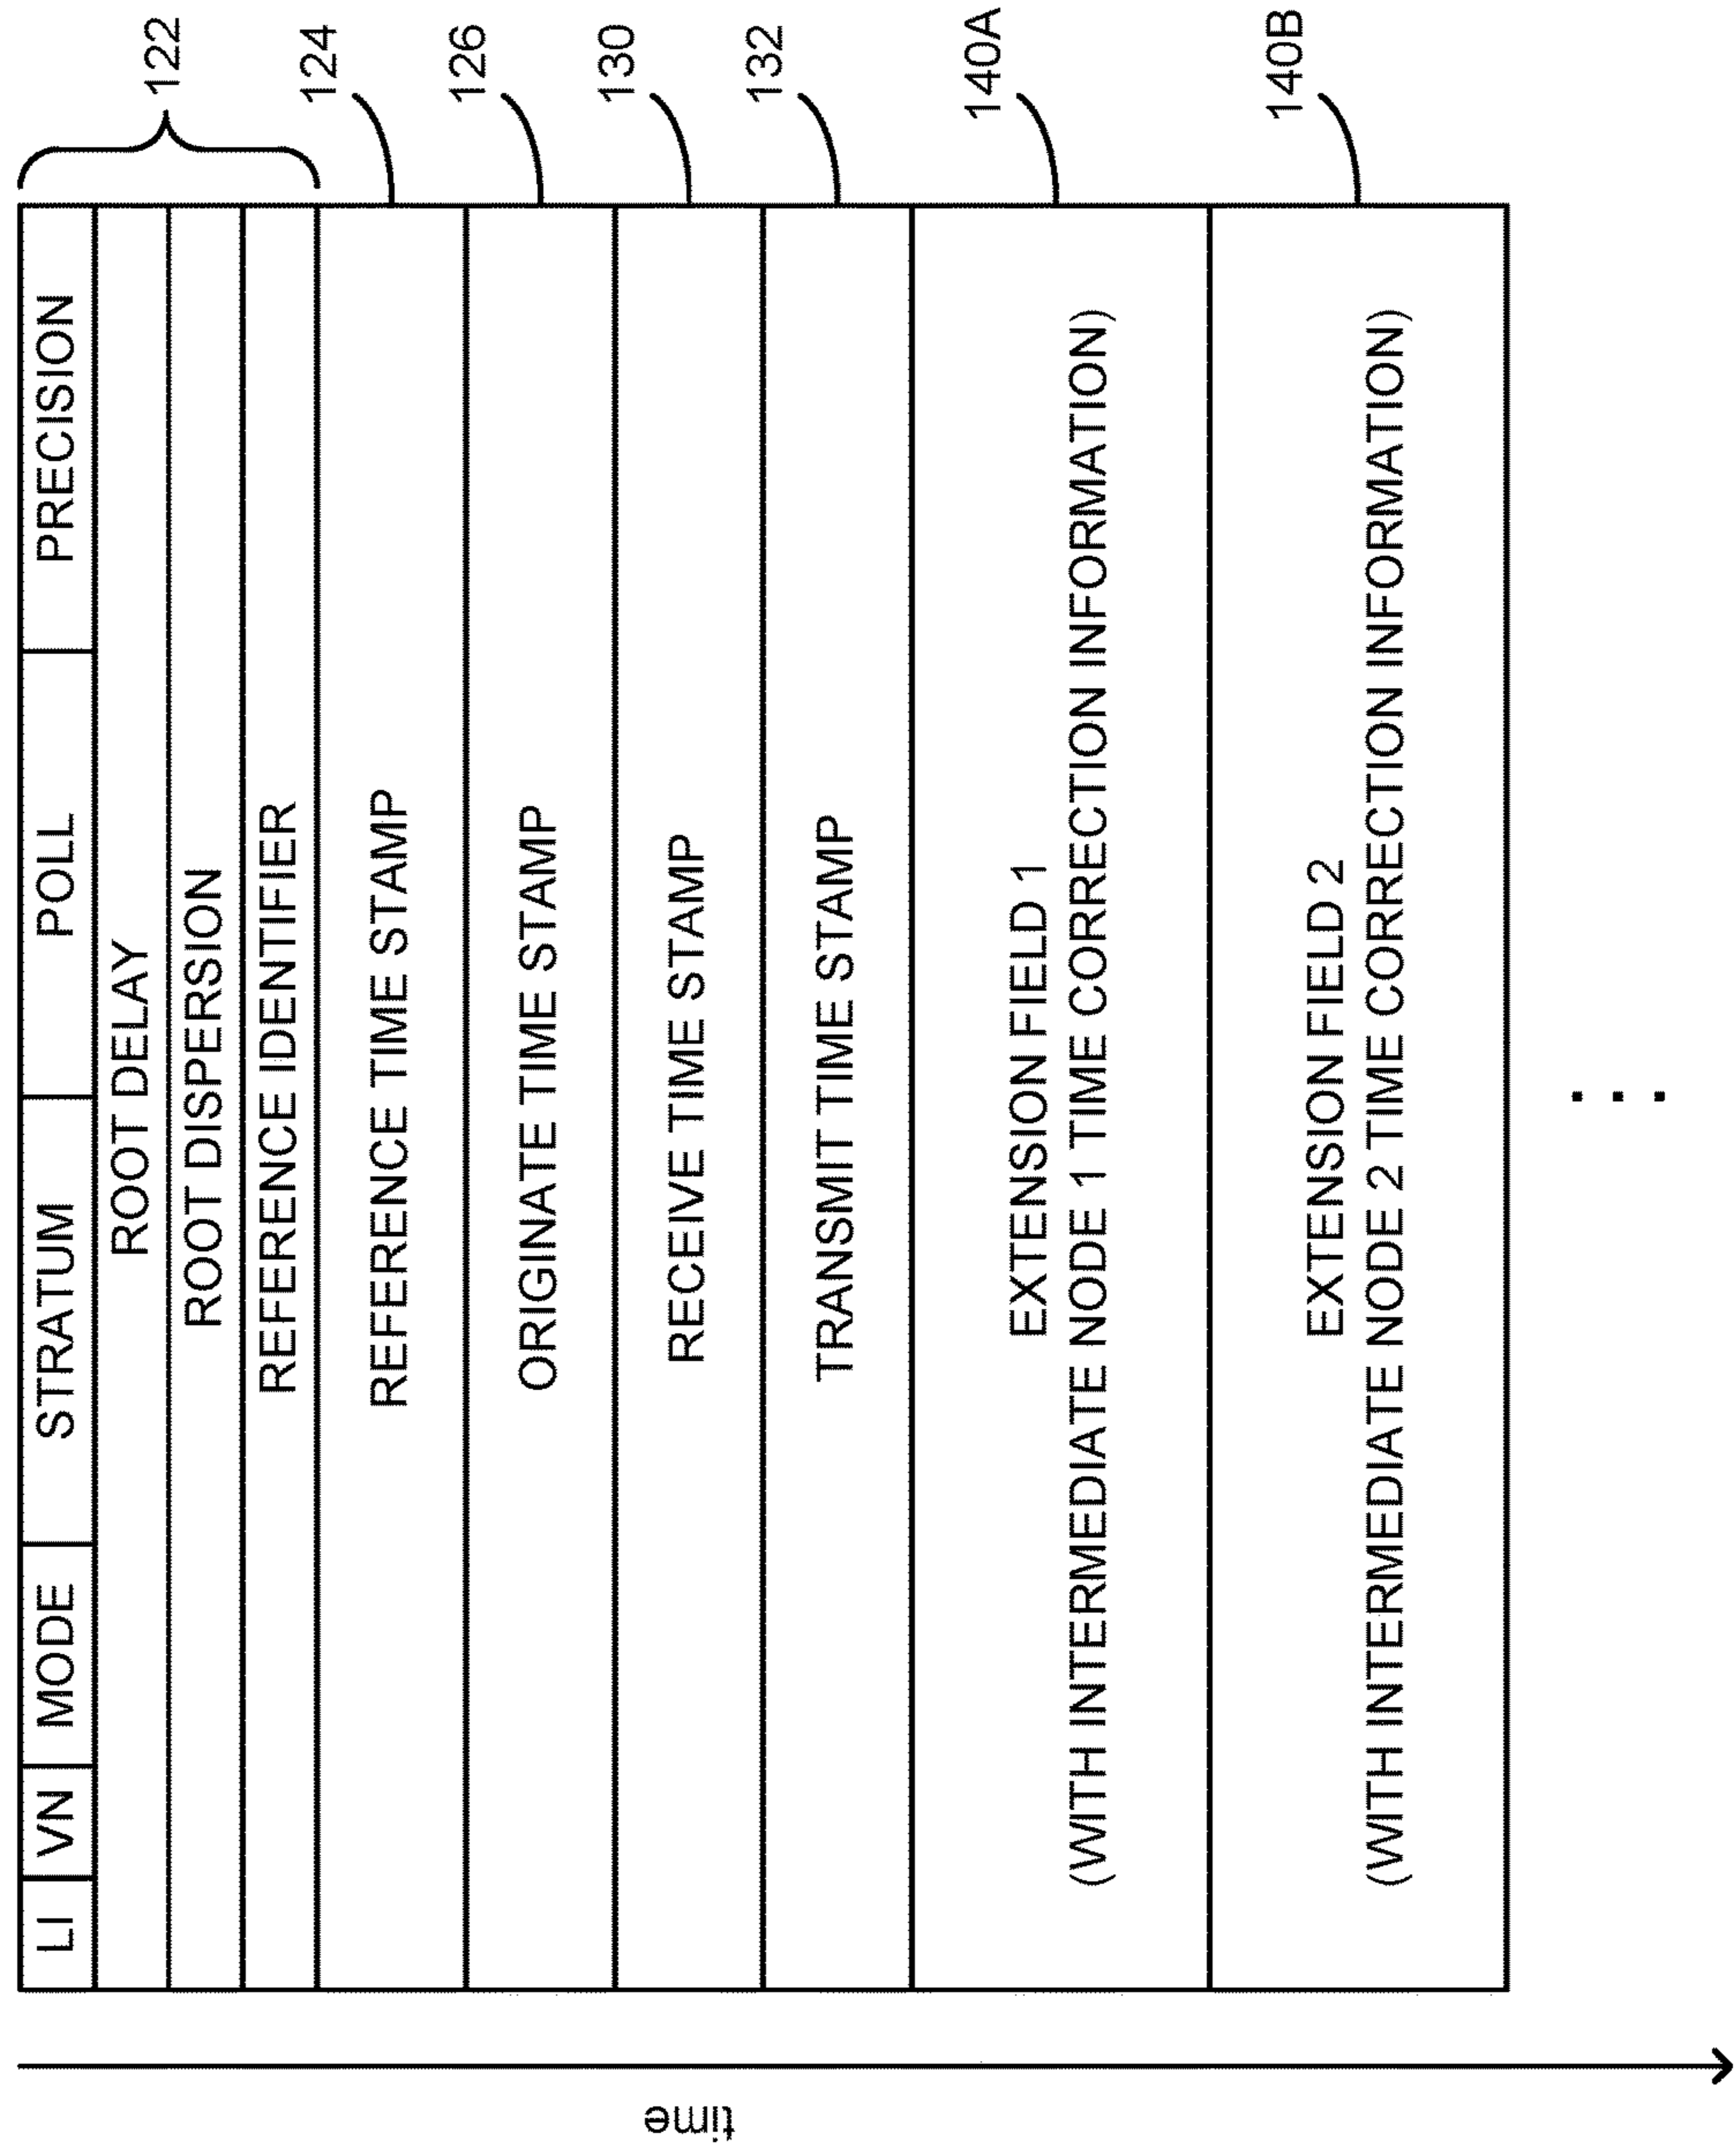 LI VN MODE STRATUM POLL PRECISION
ROOT DELAY
ROOT DISPERSION
REFERENCE IDENTIFIER
122
REFERENCE TIME STAMP
124
ORIGINATE TIME STAMP
126
RECEIVE TIME STAMP
130
TRANSMIT TIME STAMP
132
EXTENSION FIELD 1
(WITH INTERMEDIATE NODE 1 TIME CORRECTION INFORMATION)
140A
EXTENSION FIELD 2
(WITH INTERMEDIATE NODE 2 TIME CORRECTION INFORMATION)
140B
. . .
time